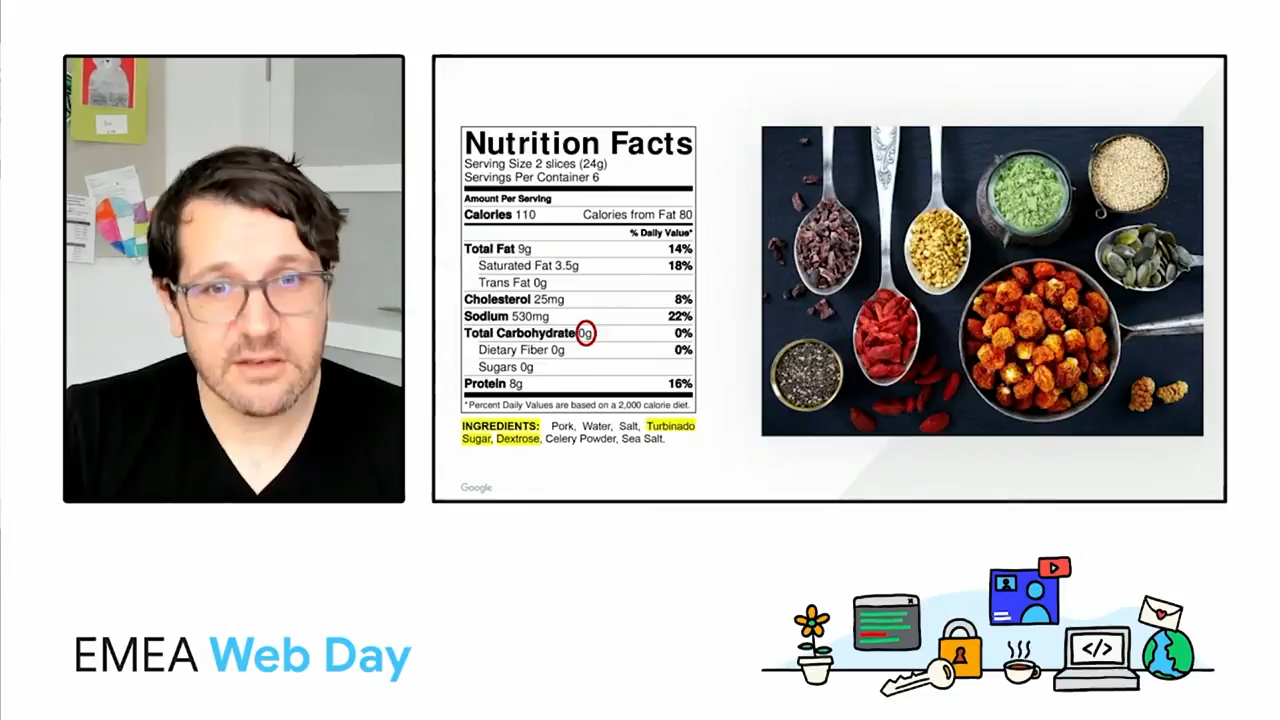 Nutrition Facts
Serving Size 2 slices (24g)
Servings Per Container 6
Amount Per Serving
Calories 110 Calories from Fat 80
% Daily Value*
Total Fat 9g 14%
Saturated Fat 3.5g 18%
Trans Fat 0g
Cholesterol 25mg 8%
Sodium 530mg 22%
Total Carbohydrate 0g 0%
Dietary Fiber 0g 0%
Sugars 0g
Protein 8g 16%
*Percent Daily Values are based on a 2,000 calorie diet.
INGREDIENTS: Pork, Water, Salt, Turbinado
Sugar, Dextrose, Celery Powder, Sea Salt.
Google
EMEA Web Day
</>